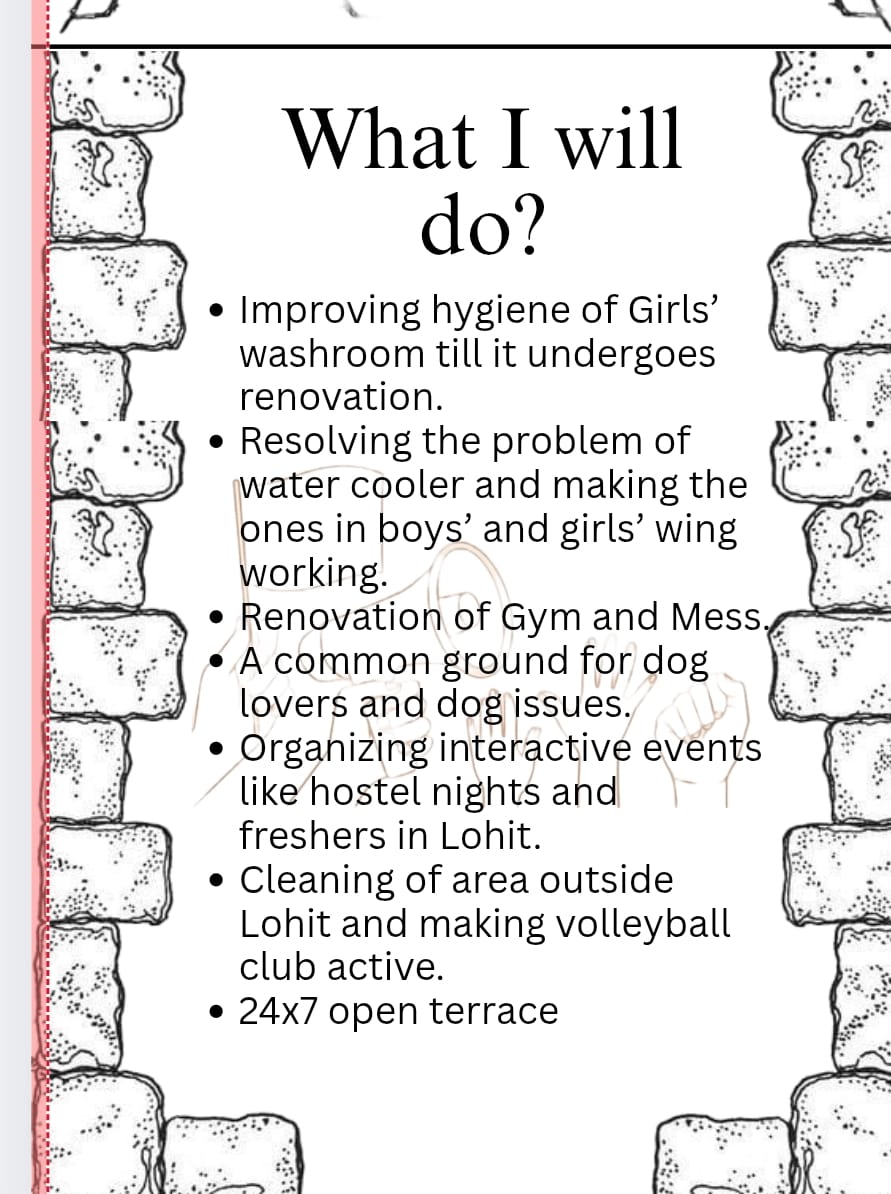 What I will
do?
• Improving hygiene of Girls’
washroom till it undergoes
renovation.
• Resolving the problem of
water cooler and making the
ones in boys’ and girls’ wing
working.
• Renovation of Gym and Mess.
• A common ground for dog
lovers and dog issues.
• Organizing interactive events
like hostel nights and
freshers in Lohit.
• Cleaning of area outside
Lohit and making volleyball
club active.
• 24x7 open terrace